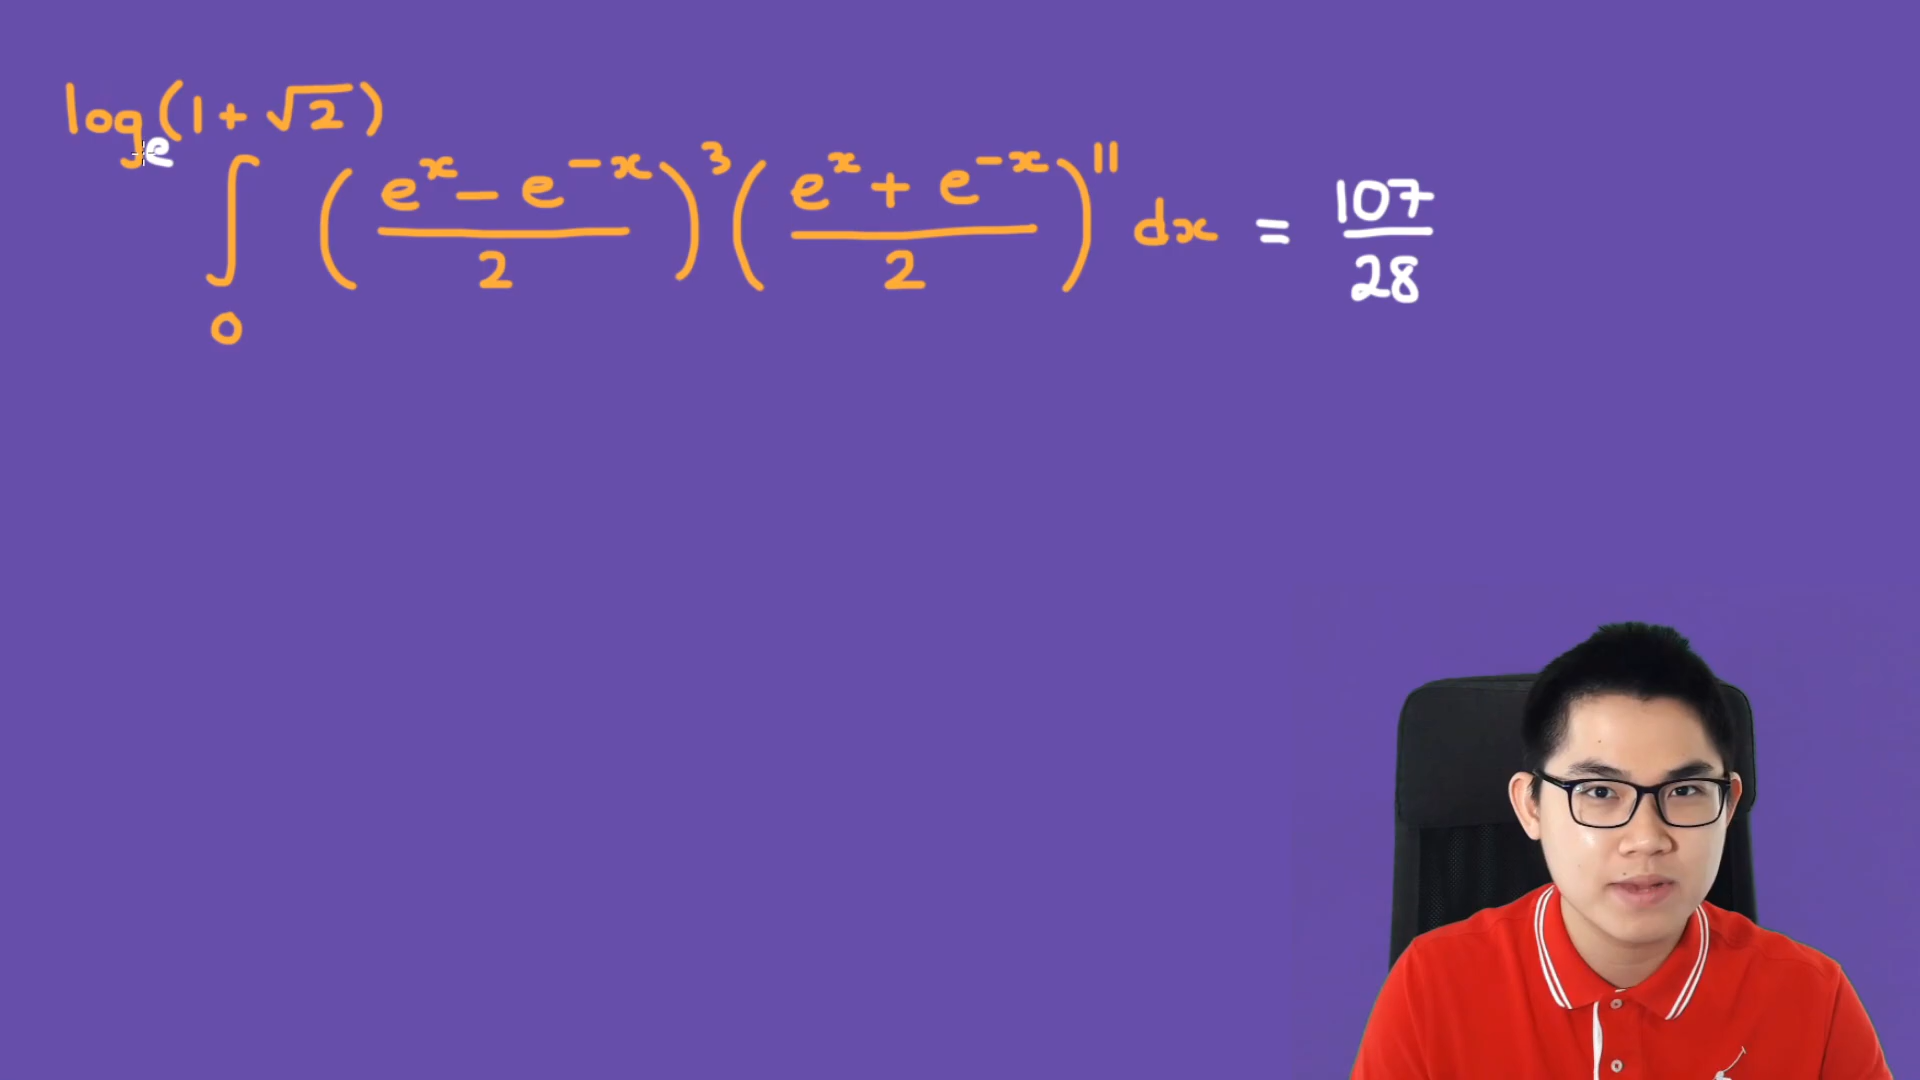 log_e(1 + √2)
∫_0 ((e^x − e^−x)/2)^3 ((e^x + e^−x)/2)^11 dx = 107/28